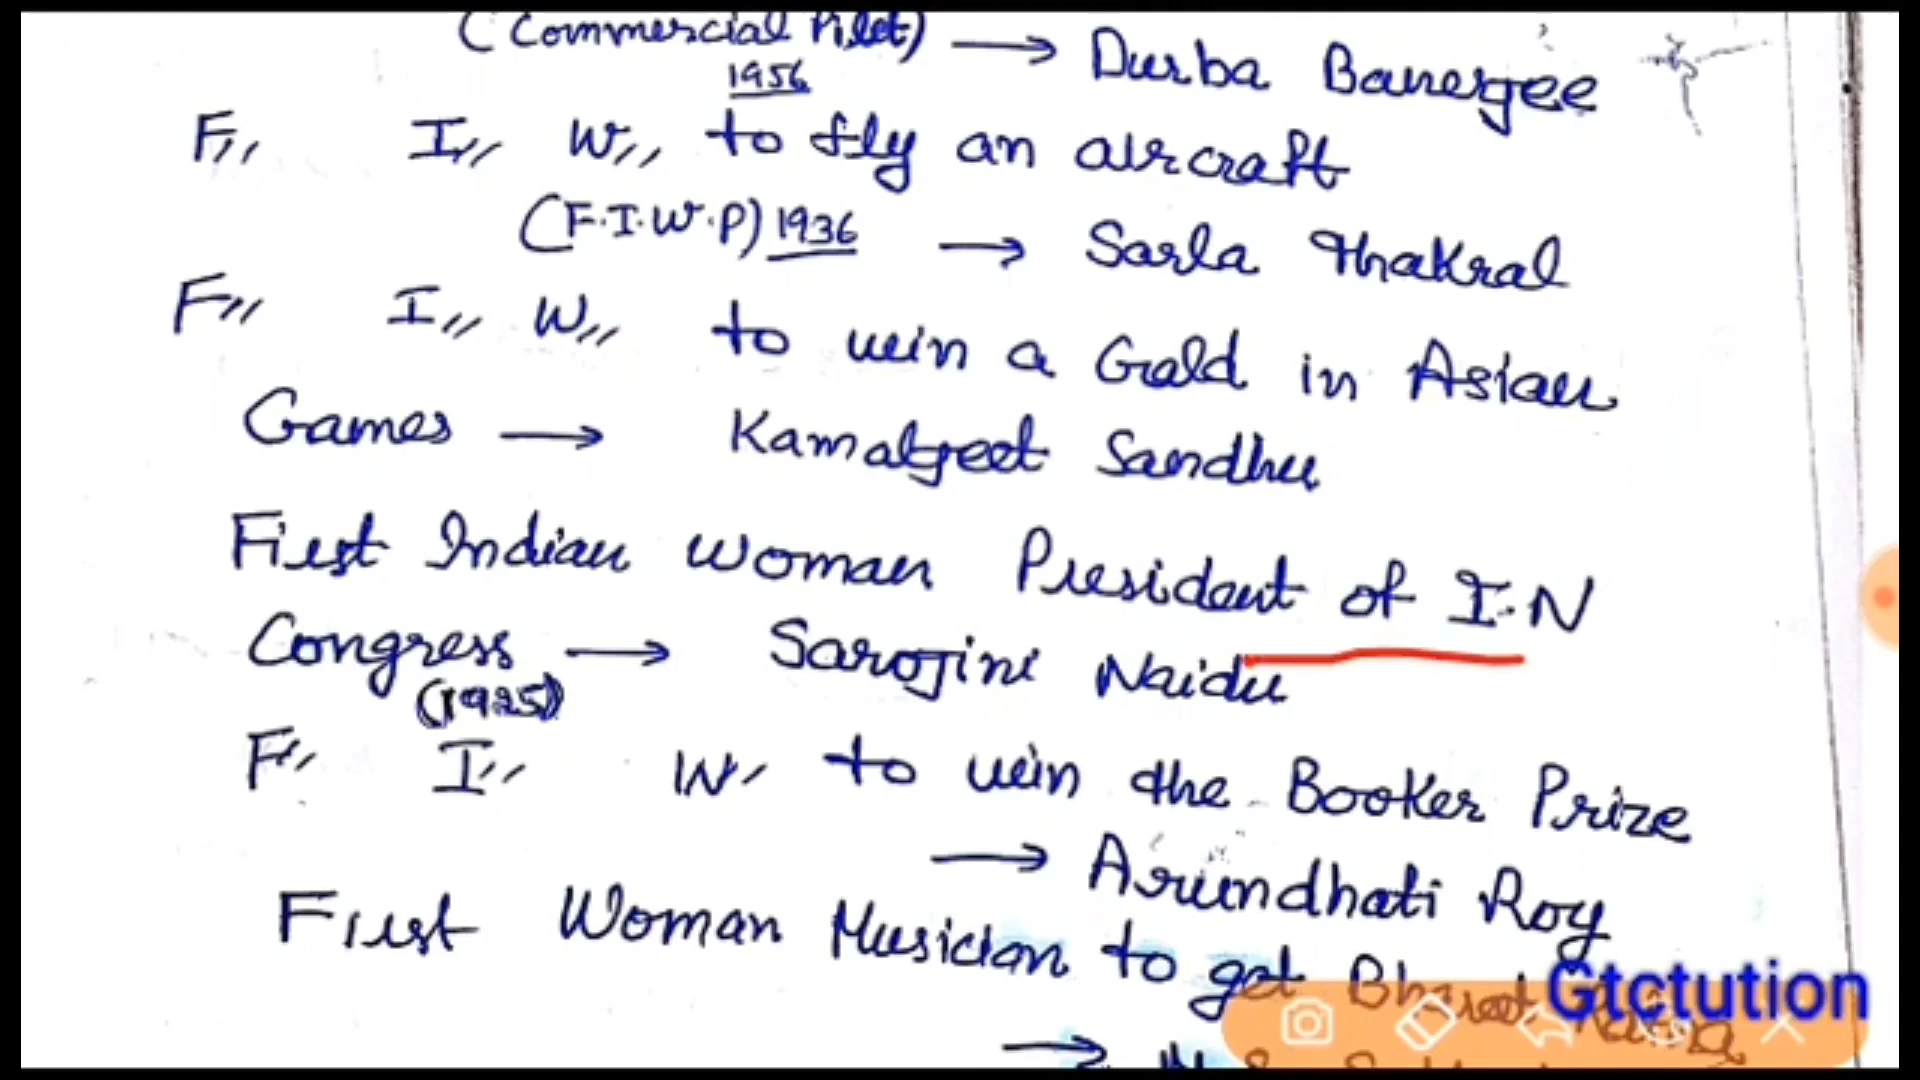 (Commercial Pilot) → Durba Banerjee
1956
F,, I,, W,, to fly an aircraft
(F.I.W.P) 1936 → Sarla Thakral
F,, I,, W,, to win a Gold in Asian
Games → Kamaljeet Sandhu
First Indian Woman President of I.N
Congress → Sarojini Naidu
(1925)
F,, I,, W,, to win the Booker Prize
→ Arundhati Roy
First Woman Musician to get Bharat Ratna
Gtctution
→ M.S.